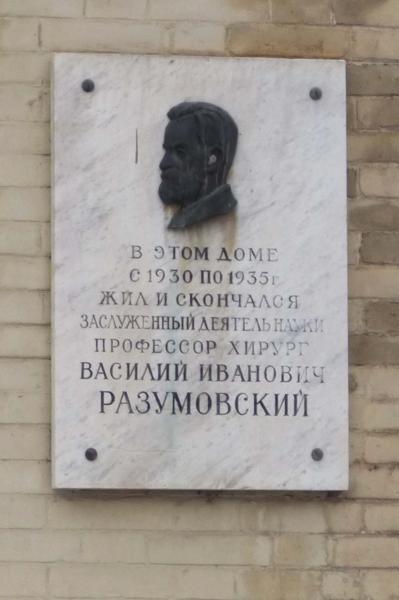 В ЭТОМ ДОМЕ
С 1930 ПО 1935 г.
ЖИЛ И СКОНЧАЛСЯ
ЗАСЛУЖЕННЫЙ ДЕЯТЕЛЬ НАУКИ
ПРОФЕССОР ХИРУРГ
ВАСИЛИЙ ИВАНОВИЧ
РАЗУМОВСКИЙ